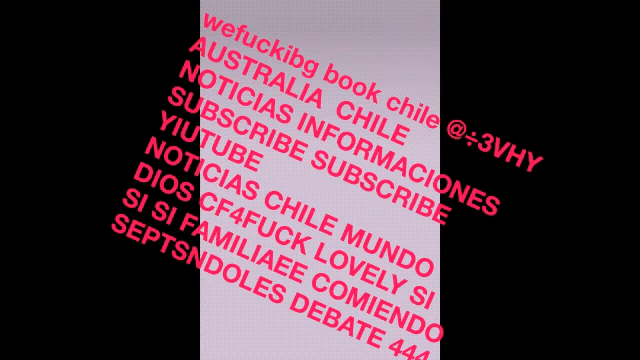 wefuckibg book chile @÷3VHY
AUSTRALIA CHILE
NOTICIAS INFORMACIONES
SUBSCRIBE SUBSCRIBE
YIUTUBE
NOTICIAS CHILE MUNDO
DIOS CF4FUCK LOVELY SI
SI SI FAMILIAEE COMIENDO
SEPTSNDOLES DEBATE 444